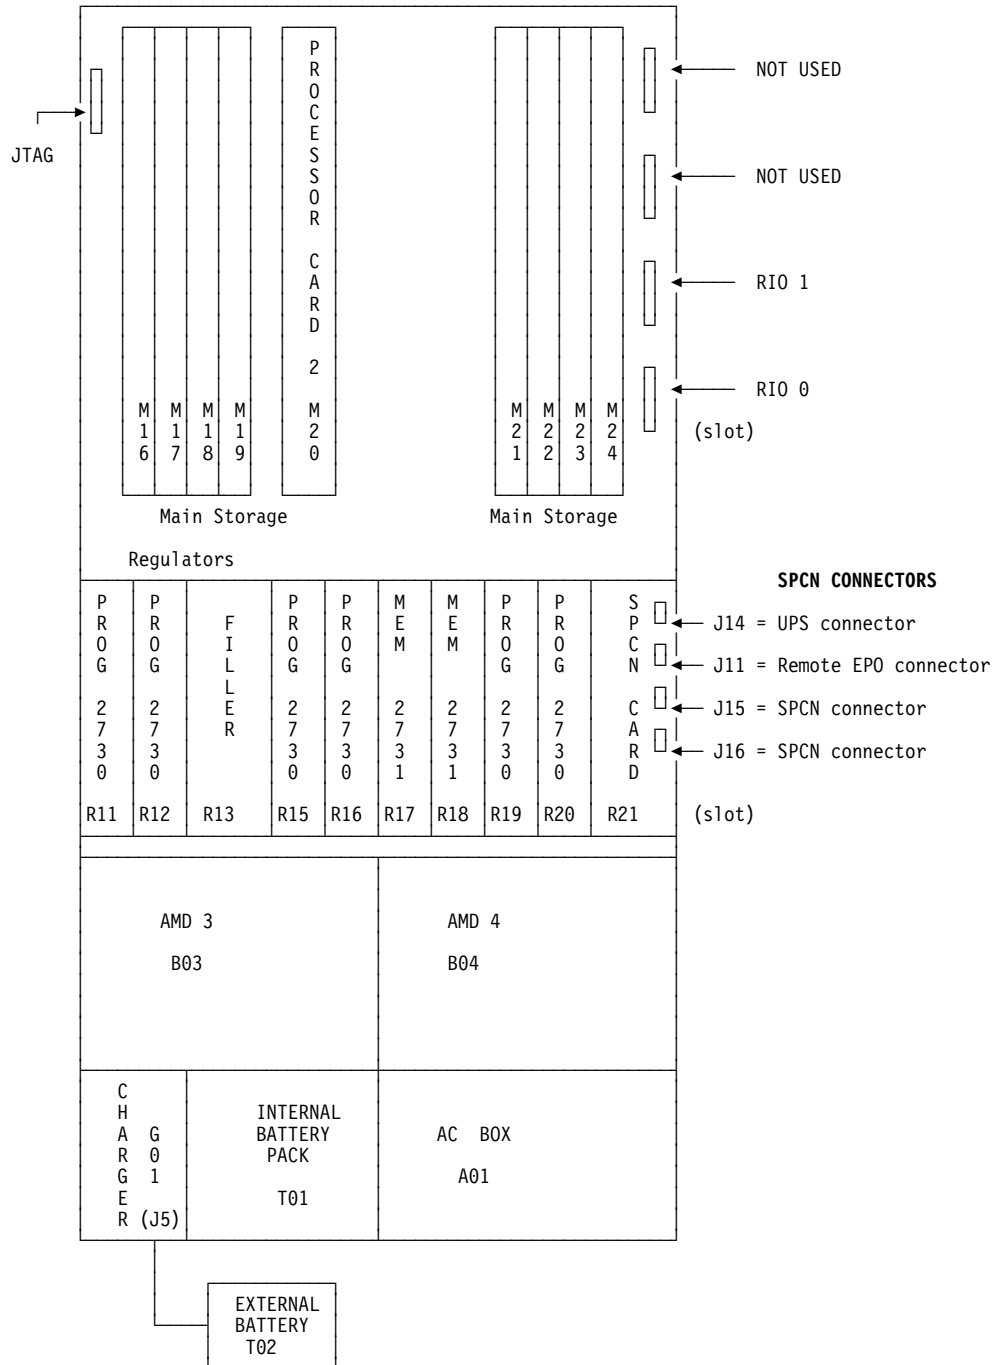 JTAG
PROCESSOR CARD 2 M20
M16 M17 M18 M19
M21 M22 M23 M24
NOT USED
NOT USED
RIO 1
RIO 0
(slot)
Main Storage
Main Storage
Regulators
SPCN CONNECTORS
PROG 2730
PROG 2730
FILLER
PROG 2730
PROG 2730
MEM 2731
MEM 2731
PROG 2730
PROG 2730
SPCN CARD
J14 = UPS connector
J11 = Remote EPO connector
J15 = SPCN connector
J16 = SPCN connector
R11 R12 R13 R15 R16 R17 R18 R19 R20 R21 (slot)
AMD 3
B03
AMD 4
B04
CHARGER
G01
(J5)
INTERNAL
BATTERY
PACK
T01
AC BOX
A01
EXTERNAL
BATTERY
T02